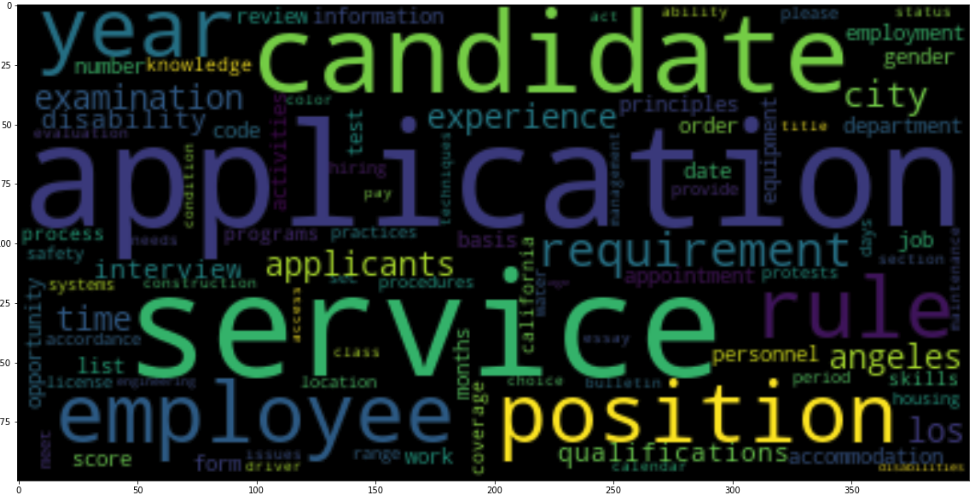 0
year review information candidate act ability please status
employment
number knowledge gender
25
examination color principles city
disability code activities test experience order equipment title department
50
evaluation
application
hiring condition pay techniques management date
75
provide
process needs programs practices basis requirement days job
100
safety section maintenance
interview applicants california water appointment protests
systems construction procedures
opportunity access service rule
time
accordance essay
list class months personnel angeles
license engineering location choice bulletin period skills
employee coverage position housing
75
los
meet score form issues range work qualifications accommodation
driver calendar disabilities
0 50 100 150 200 250 300 350